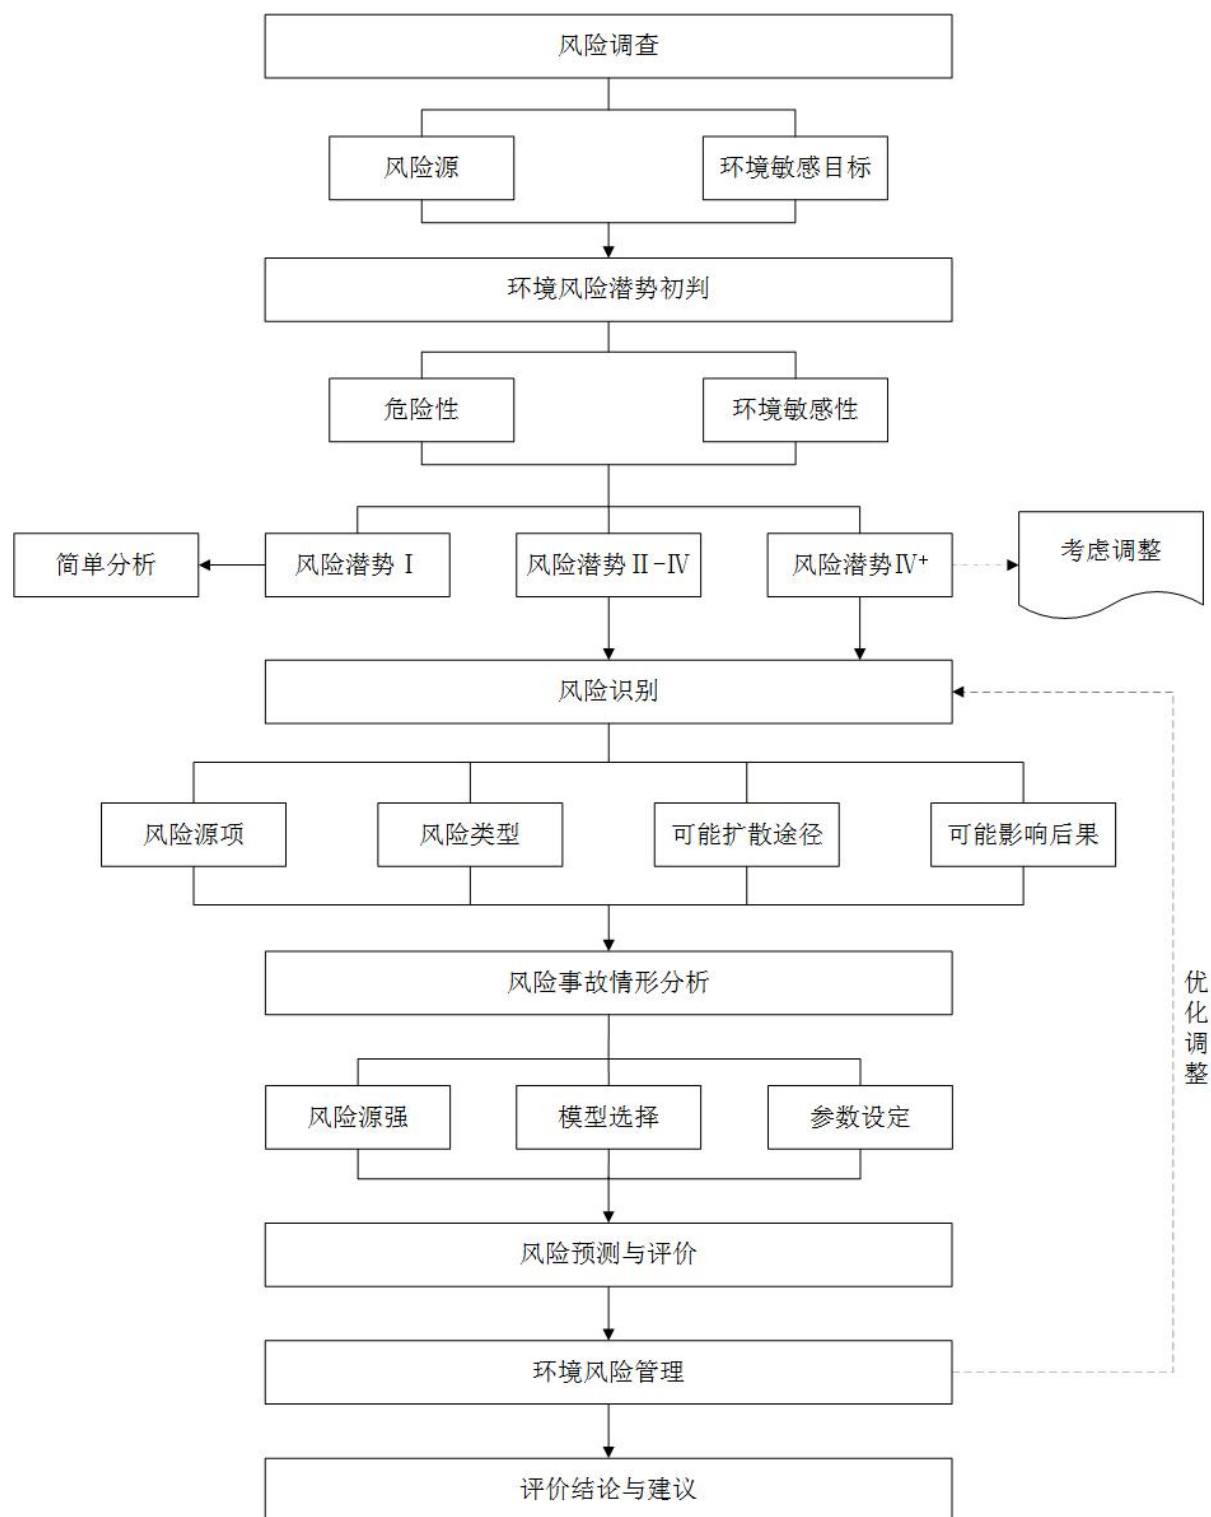 风险调查
风险源
环境敏感目标
环境风险潜势初判
危险性
环境敏感性
简单分析
风险潜势Ⅰ
风险潜势Ⅱ-Ⅳ
风险潜势Ⅳ⁺
考虑调整
风险识别
风险源项
风险类型
可能扩散途径
可能影响后果
风险事故情形分析
优化调整
风险源强
模型选择
参数设定
风险预测与评价
环境风险管理
评价结论与建议